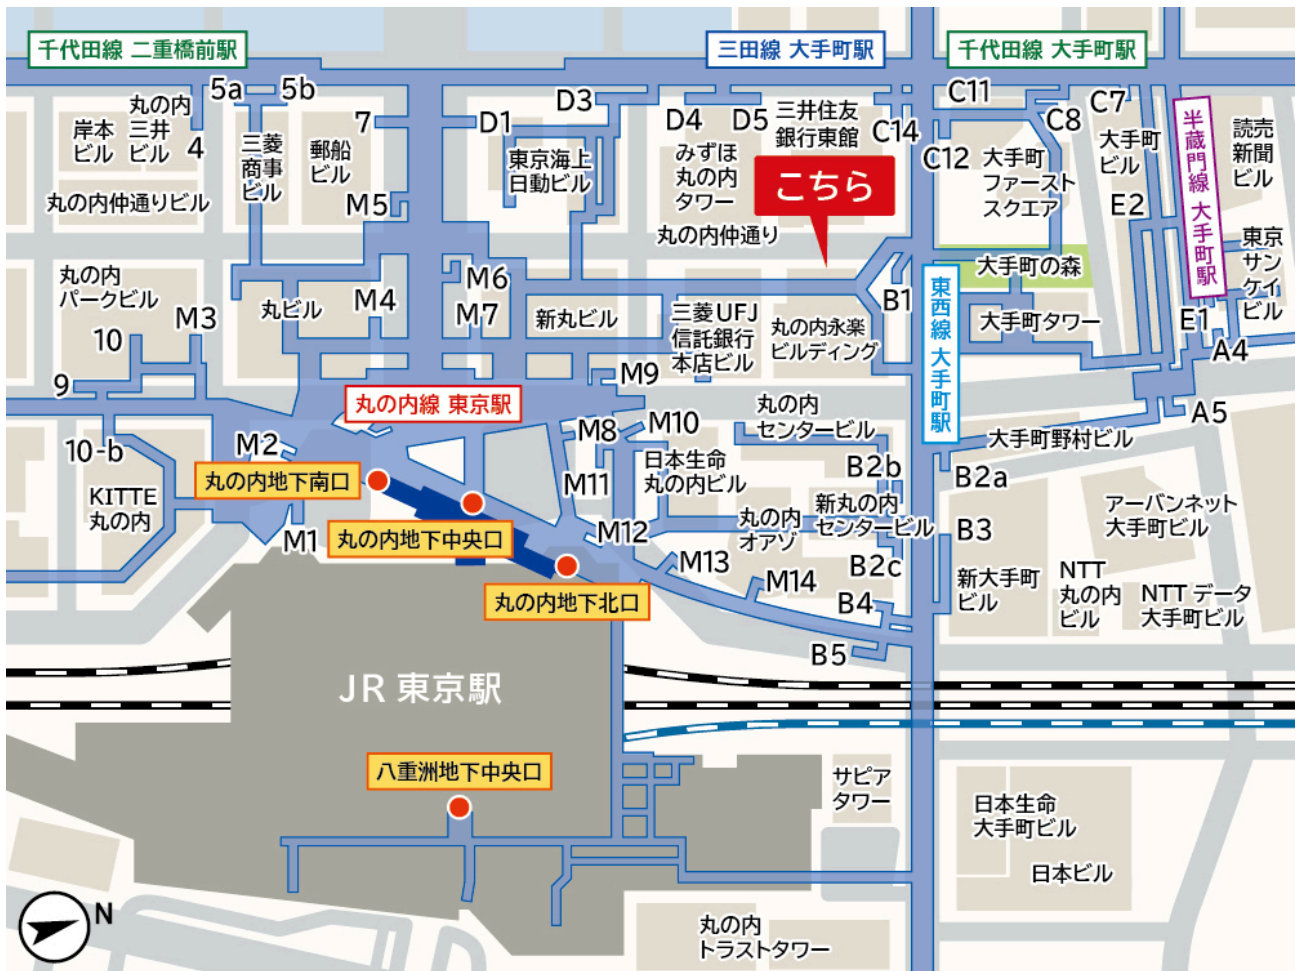 千代田線 二重橋前駅
三田線 大手町駅
千代田線 大手町駅
5a
5b
丸の内
三井
ビル
岸本
ビル
4
7
三菱
商事
ビル
郵船
ビル
丸の内仲通りビル
M5
D1
D3
東京海上
日動ビル
D4
D5
みずほ
丸の内
タワー
三井住友
銀行東館
C14
C11
C12
C8
C7
大手町
ファースト
スクエア
大手町
ビル
半蔵門線 大手町駅
読売
新聞
ビル
E2
こちら
丸の内仲通り
丸の内
パークビル
丸ビル
M3
M4
M6
M7
新丸ビル
三菱UFJ
信託銀行
本店ビル
丸の内永楽
ビルディング
B1
東西線 大手町駅
大手町の森
大手町タワー
東京
サン
ケイ
ビル
E1
A4
A5
10
9
10-b
丸の内線 東京駅
M9
M8
M10
丸の内
センタービル
大手町野村ビル
M2
丸の内地下南口
KITTE
丸の内
M1
丸の内地下中央口
M11
日本生命
丸の内ビル
M12
丸の内
オアゾ
B2b
新丸の内
センタービル
B2a
B2c
アーバンネット
大手町ビル
B3
M13
M14
丸の内地下北口
B4
B5
新大手町
ビル
NTT
丸の内
ビル
NTT データ
大手町ビル
JR 東京駅
八重洲地下中央口
サピア
タワー
日本生命
大手町ビル
日本ビル
丸の内
トラストタワー
N